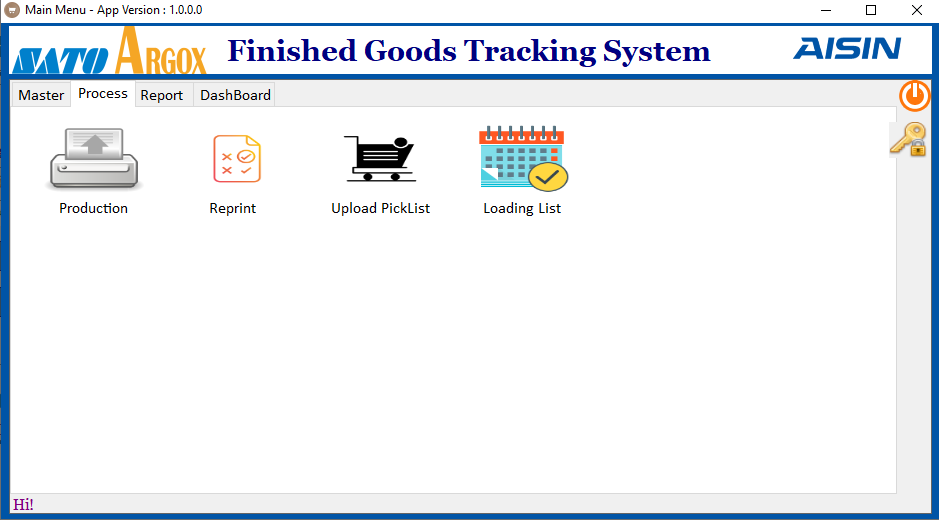 Main Menu - App Version : 1.0.0.0
SATO ARGOX Finished Goods Tracking System AISIN
Master Process Report DashBoard
Production Reprint Upload PickList Loading List
Hi!